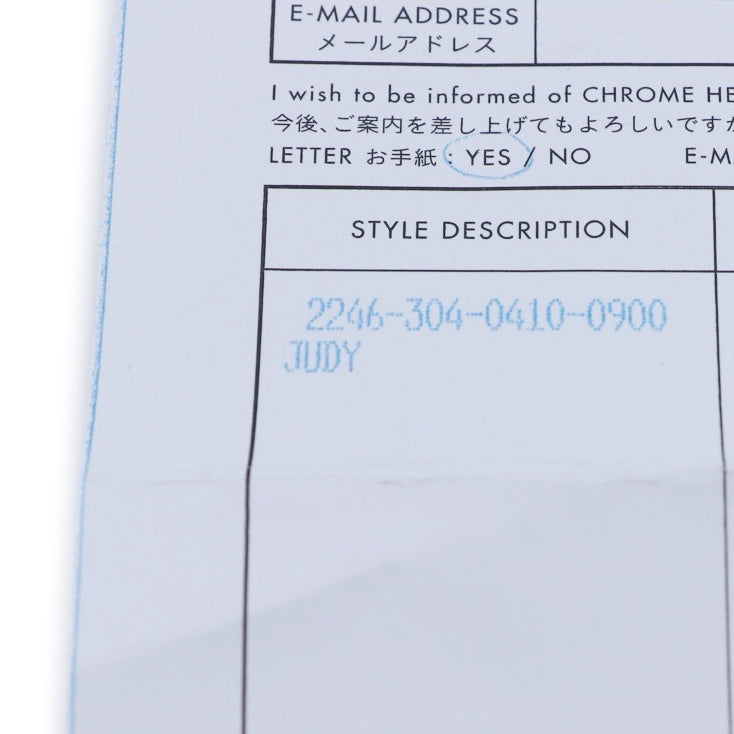 E-MAIL ADDRESS
メールアドレス
I wish to be informed of CHROME HE
今後、ご案内を差し上げてもよろしいですか
LETTER お手紙 : YES / NO E-M
STYLE DESCRIPTION
2246-304-0410-0900
JUDY